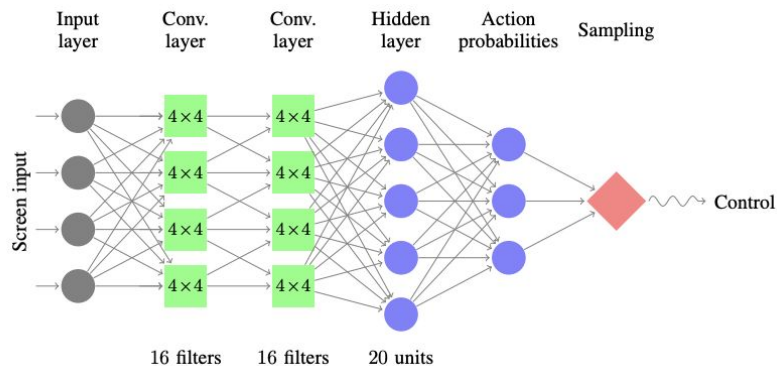 Input layer
Conv. layer
Conv. layer
Hidden layer
Action probabilities
Sampling
Screen input
4×4
4×4
4×4
4×4
4×4
4×4
4×4
4×4
Control
16 filters
16 filters
20 units